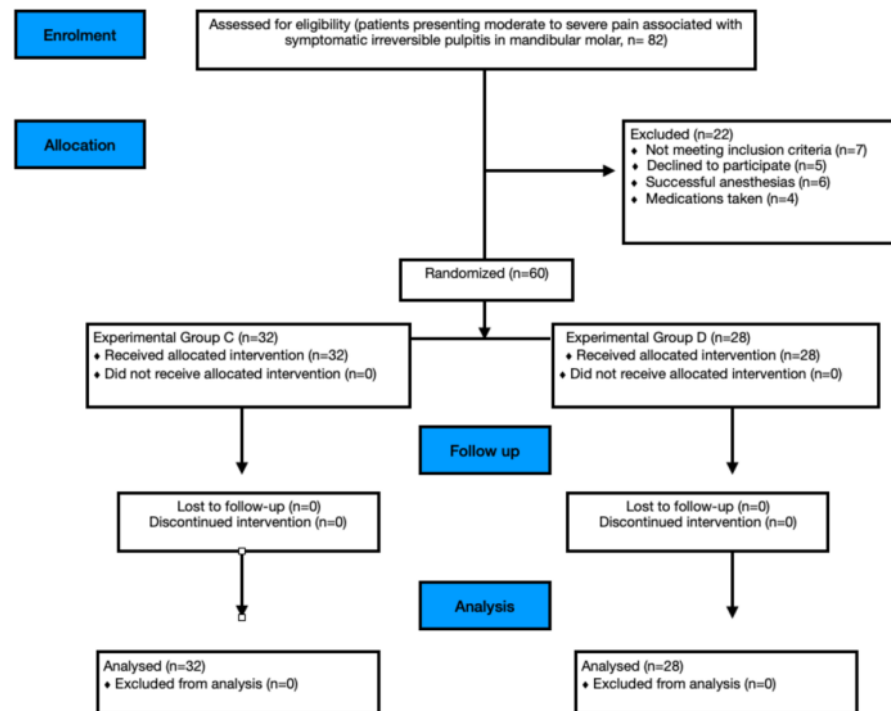 Enrolment
Assessed for eligibility (patients presenting moderate to severe pain associated with
symptomatic irreversible pulpitis in mandibular molar, n= 82)
Allocation
Excluded (n=22)
♦ Not meeting inclusion criteria (n=7)
♦ Declined to participate (n=5)
♦ Successful anesthesias (n=6)
♦ Medications taken (n=4)
Randomized (n=60)
Experimental Group C (n=32)
♦ Received allocated intervention (n=32)
♦ Did not receive allocated intervention (n=0)
Experimental Group D (n=28)
♦ Received allocated intervention (n=28)
♦ Did not receive allocated intervention (n=0)
Follow up
Lost to follow-up (n=0)
Discontinued intervention (n=0)
Lost to follow-up (n=0)
Discontinued intervention (n=0)
Analysis
Analysed (n=32)
♦ Excluded from analysis (n=0)
Analysed (n=28)
♦ Excluded from analysis (n=0)